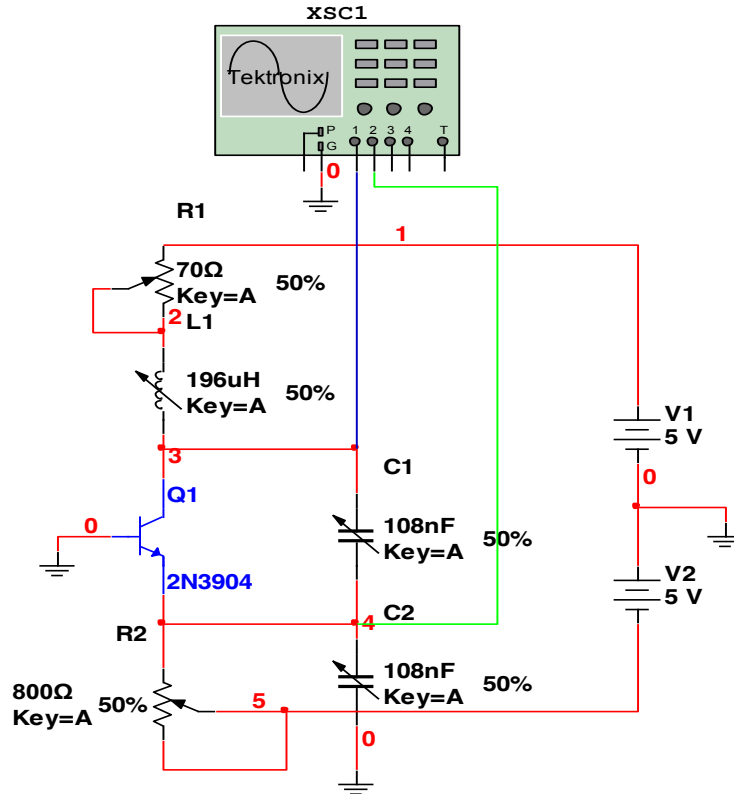 XSC1
Tektronix
P
G
1 2 3 4 T
0
R1
1
70Ω
Key=A 50%
2 L1
196uH
Key=A 50%
3
V1
5 V
0
C1
Q1
0
108nF
Key=A 50%
2N3904
V2
5 V
C2
4
R2
108nF
Key=A 50%
800Ω
Key=A 50%
5
0